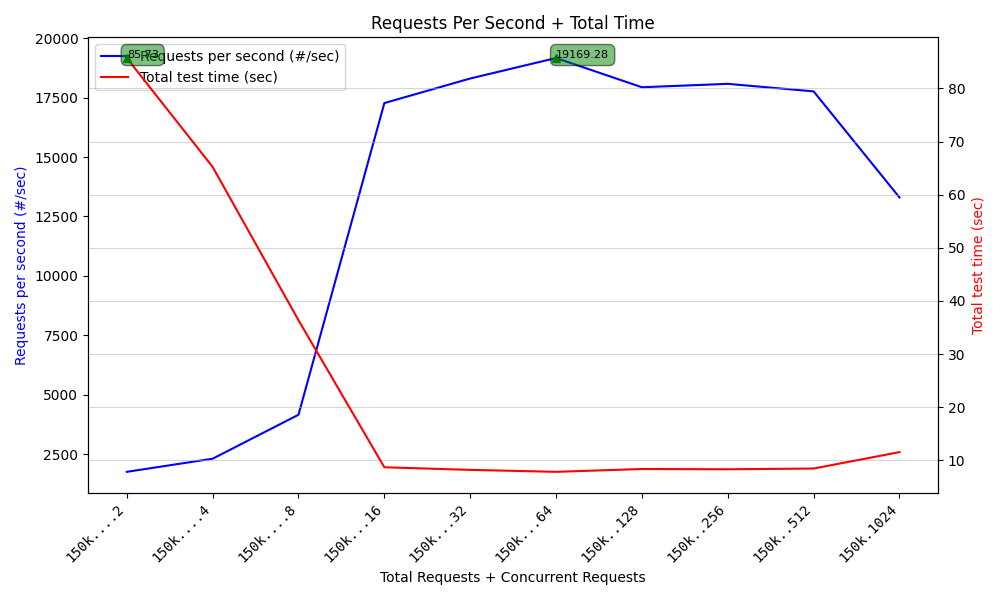 Requests Per Second + Total Time
Requests per second (#/sec)
Total test time (sec)
85.73
19169.28
20000
17500
15000
12500
10000
7500
5000
2500
Requests per second (#/sec)
80
70
60
50
40
30
20
10
Total test time (sec)
150k....2
150k....4
150k....8
150k...16
150k...32
150k...64
150k..128
150k..256
150k..512
150k.1024
Total Requests + Concurrent Requests